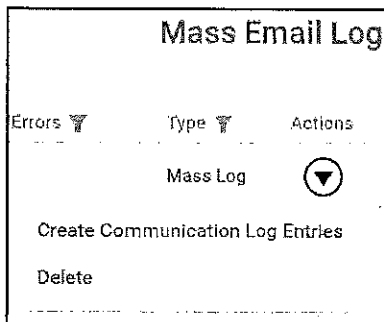 Mass Email Log
Errors Type Actions
Mass Log
Create Communication Log Entries
Delete